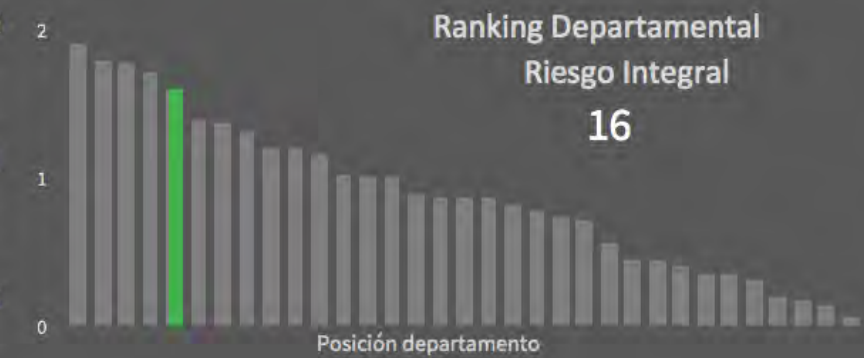 Ranking Departamental
Riesgo Integral
16
2
1
0
Posición departamento